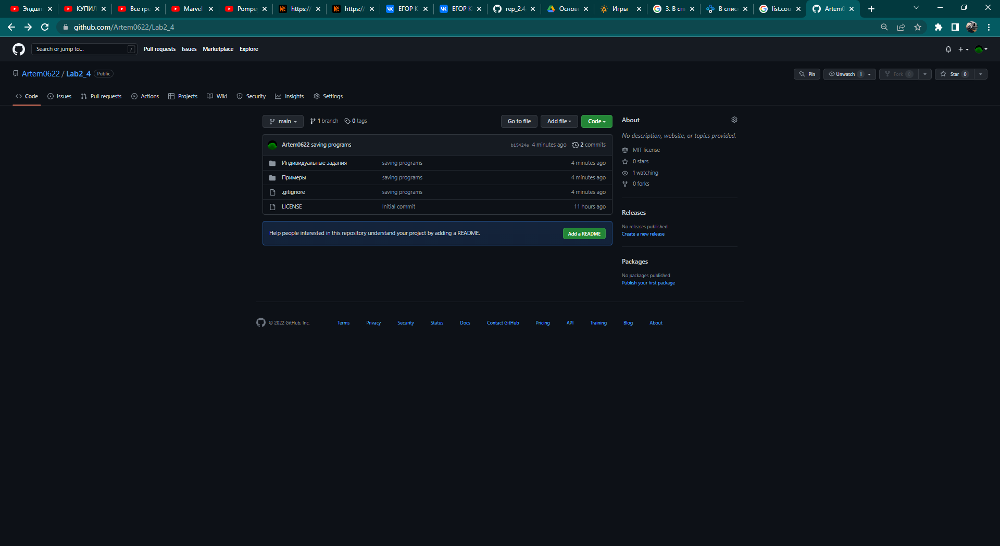 Эндшп КУПИЛ Все гре Marvel Pompe https:// https:// ЕГОР К ЕГОР К rep_2.4 Основ Игры 3. В спи В спис list.cou Artem0
github.com/Artem0622/Lab2_4
Search or jump to... / Pull requests Issues Marketplace Explore
Artem0622 / Lab2_4 Public Pin Unwatch 1 Fork 0 Star 0
Code Issues Pull requests Actions Projects Wiki Security Insights Settings
main 1 branch 0 tags Go to file Add file Code
Artem0622 saving programs b15424e 4 minutes ago 2 commits
Индивидуальные задания saving programs 4 minutes ago
Примеры saving programs 4 minutes ago
.gitignore saving programs 4 minutes ago
LICENSE Initial commit 11 hours ago
Help people interested in this repository understand your project by adding a README. Add a README
About
No description, website, or topics provided.
MIT license
0 stars
1 watching
0 forks
Releases
No releases published
Create a new release
Packages
No packages published
Publish your first package
© 2022 GitHub, Inc. Terms Privacy Security Status Docs Contact GitHub Pricing API Training Blog About